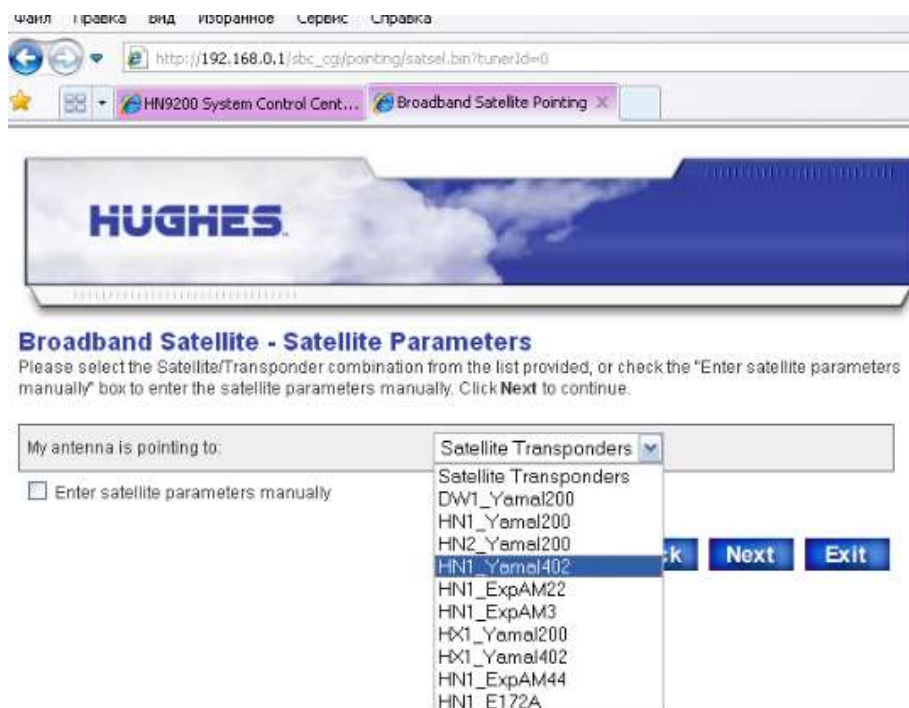 Файл Правка Вид Избранное Сервис Справка
http://192.168.0.1/sbc_cgi/pointing/satsel.bin?tunerId=0
HN9200 System Control Cent... Broadband Satellite Pointing
HUGHES
Broadband Satellite - Satellite Parameters
Please select the Satellite/Transponder combination from the list provided, or check the "Enter satellite parameters
manually" box to enter the satellite parameters manually. Click Next to continue.
My antenna is pointing to: Satellite Transponders
Enter satellite parameters manually
Satellite Transponders
DW1_Yamal200
HN1_Yamal200
HN2_Yamal200
HN1_Yamal402
HN1_ExpAM22
HN1_ExpAM3
HX1_Yamal200
HX1_Yamal402
HN1_ExpAM44
HN1_E172A
ck Next Exit